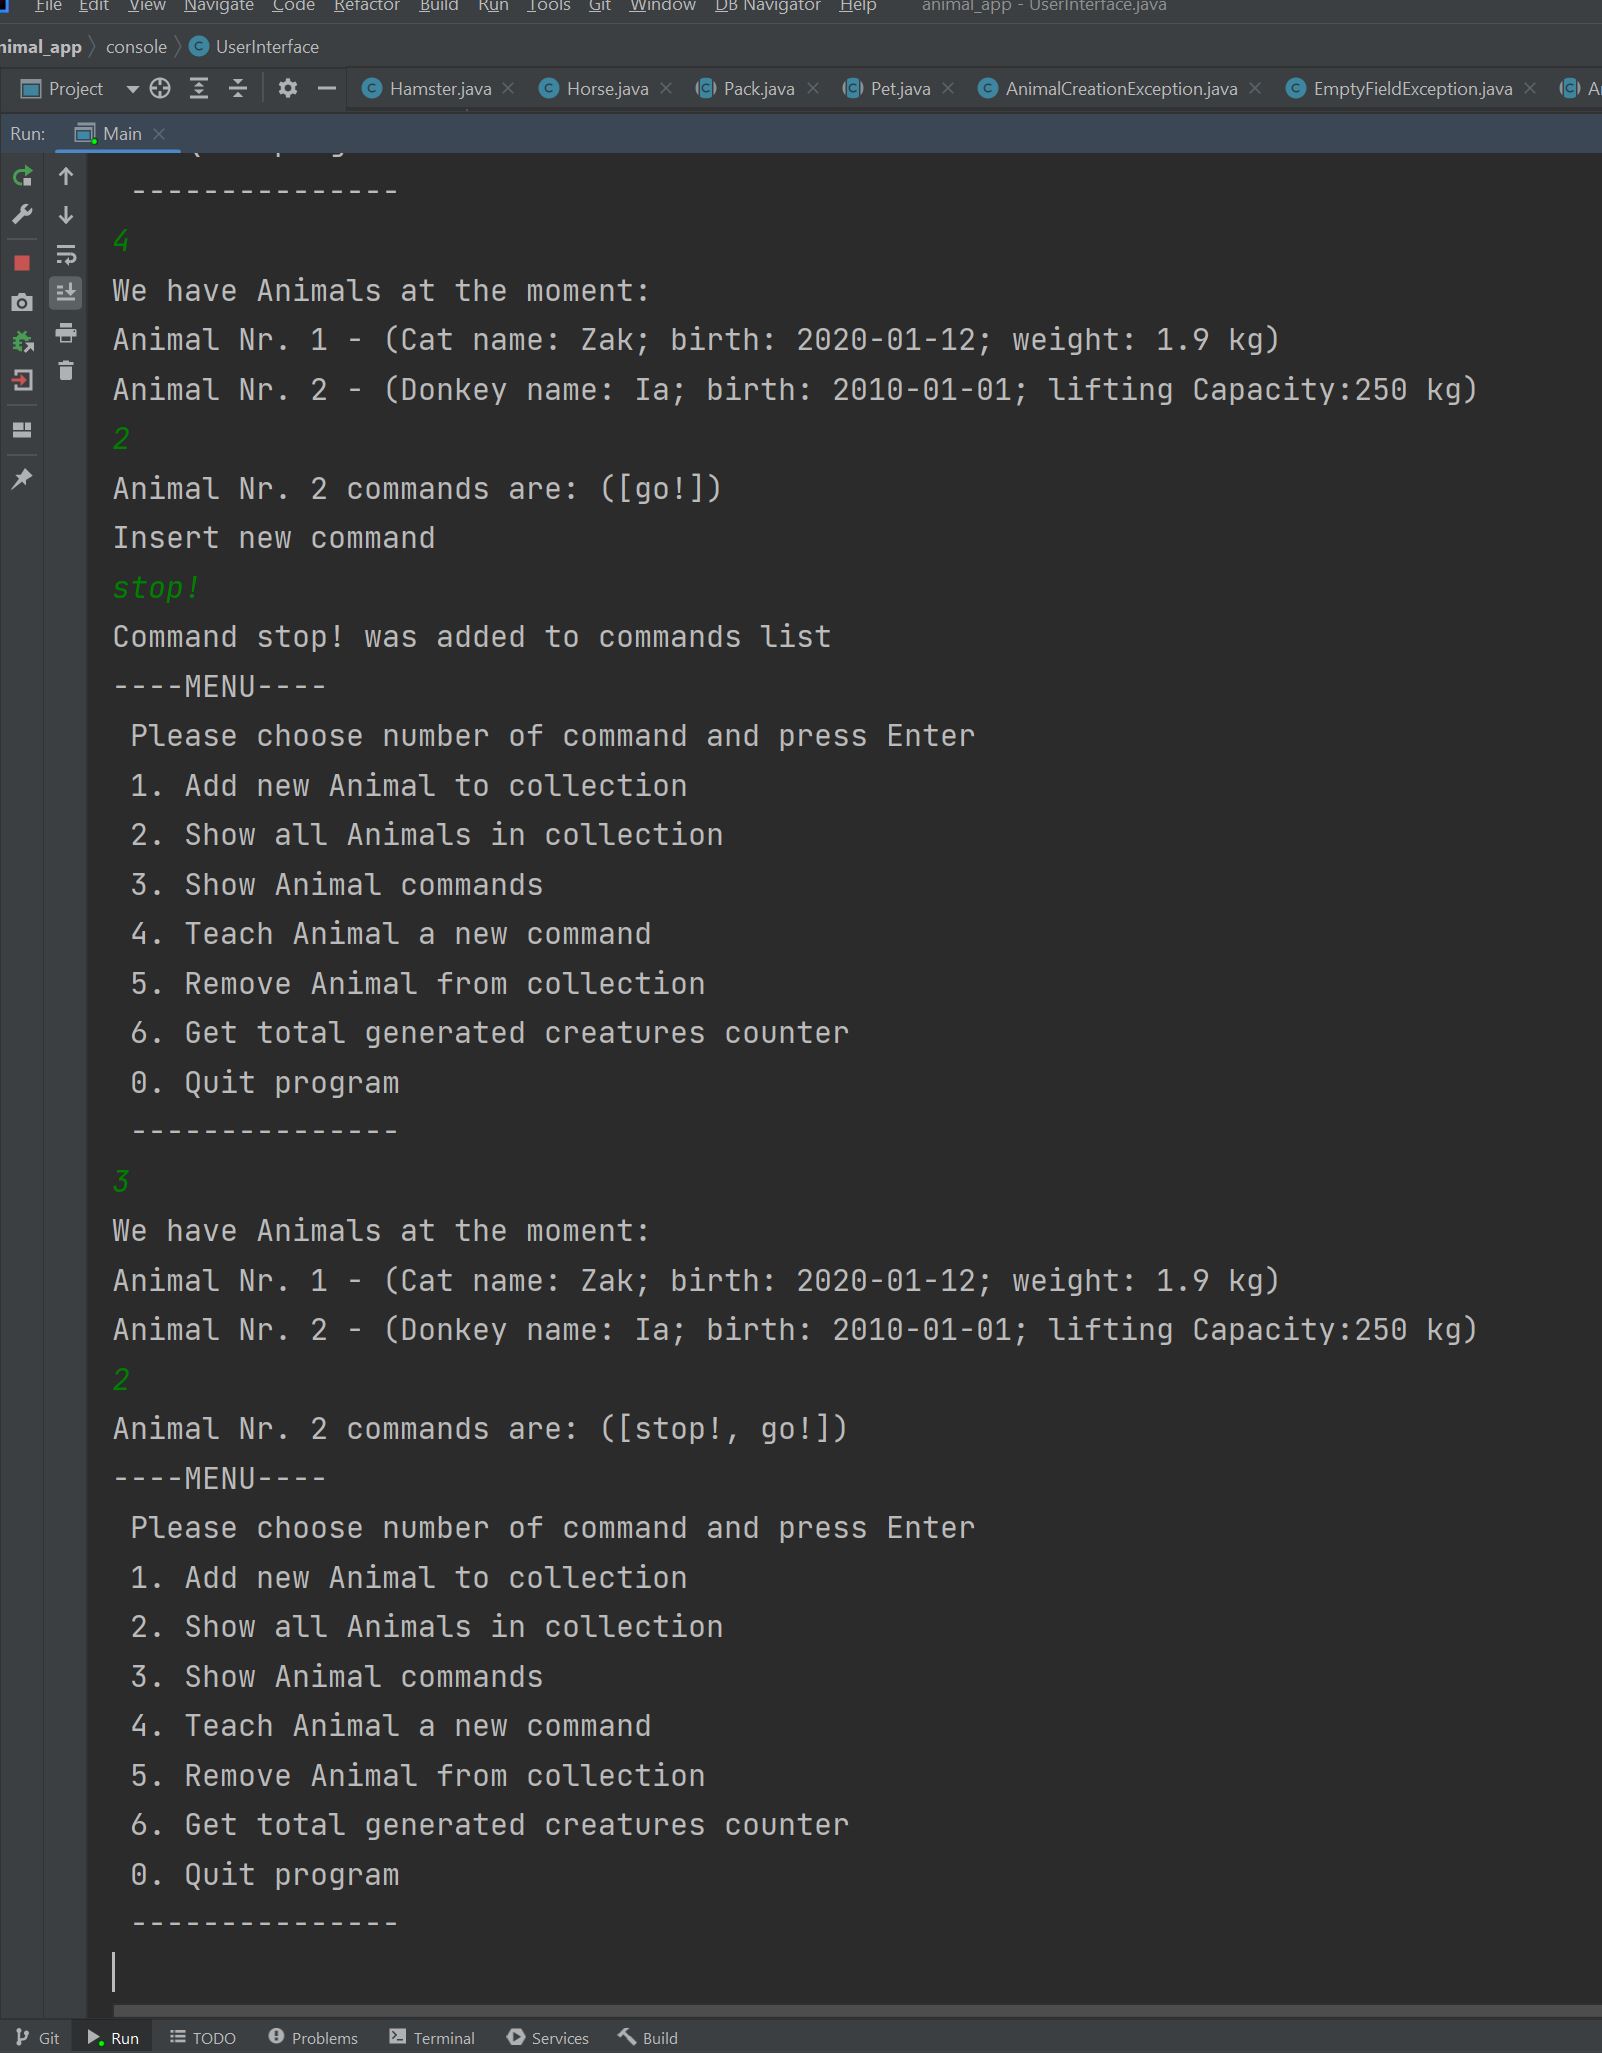 File Edit View Navigate Code Refactor Build Run Tools Git Window DB Navigator Help animal_app - UserInterface.java
nimal_app console UserInterface
Project Hamster.java Horse.java Pack.java Pet.java AnimalCreationException.java EmptyFieldException.java
Run: Main
---------------
4
We have Animals at the moment:
Animal Nr. 1 - (Cat name: Zak; birth: 2020-01-12; weight: 1.9 kg)
Animal Nr. 2 - (Donkey name: Ia; birth: 2010-01-01; lifting Capacity:250 kg)
2
Animal Nr. 2 commands are: ([go!])
Insert new command
stop!
Command stop! was added to commands list
----MENU----
Please choose number of command and press Enter
1. Add new Animal to collection
2. Show all Animals in collection
3. Show Animal commands
4. Teach Animal a new command
5. Remove Animal from collection
6. Get total generated creatures counter
0. Quit program
---------------
3
We have Animals at the moment:
Animal Nr. 1 - (Cat name: Zak; birth: 2020-01-12; weight: 1.9 kg)
Animal Nr. 2 - (Donkey name: Ia; birth: 2010-01-01; lifting Capacity:250 kg)
2
Animal Nr. 2 commands are: ([stop!, go!])
----MENU----
Please choose number of command and press Enter
1. Add new Animal to collection
2. Show all Animals in collection
3. Show Animal commands
4. Teach Animal a new command
5. Remove Animal from collection
6. Get total generated creatures counter
0. Quit program
---------------
Git Run TODO Problems Terminal Services Build